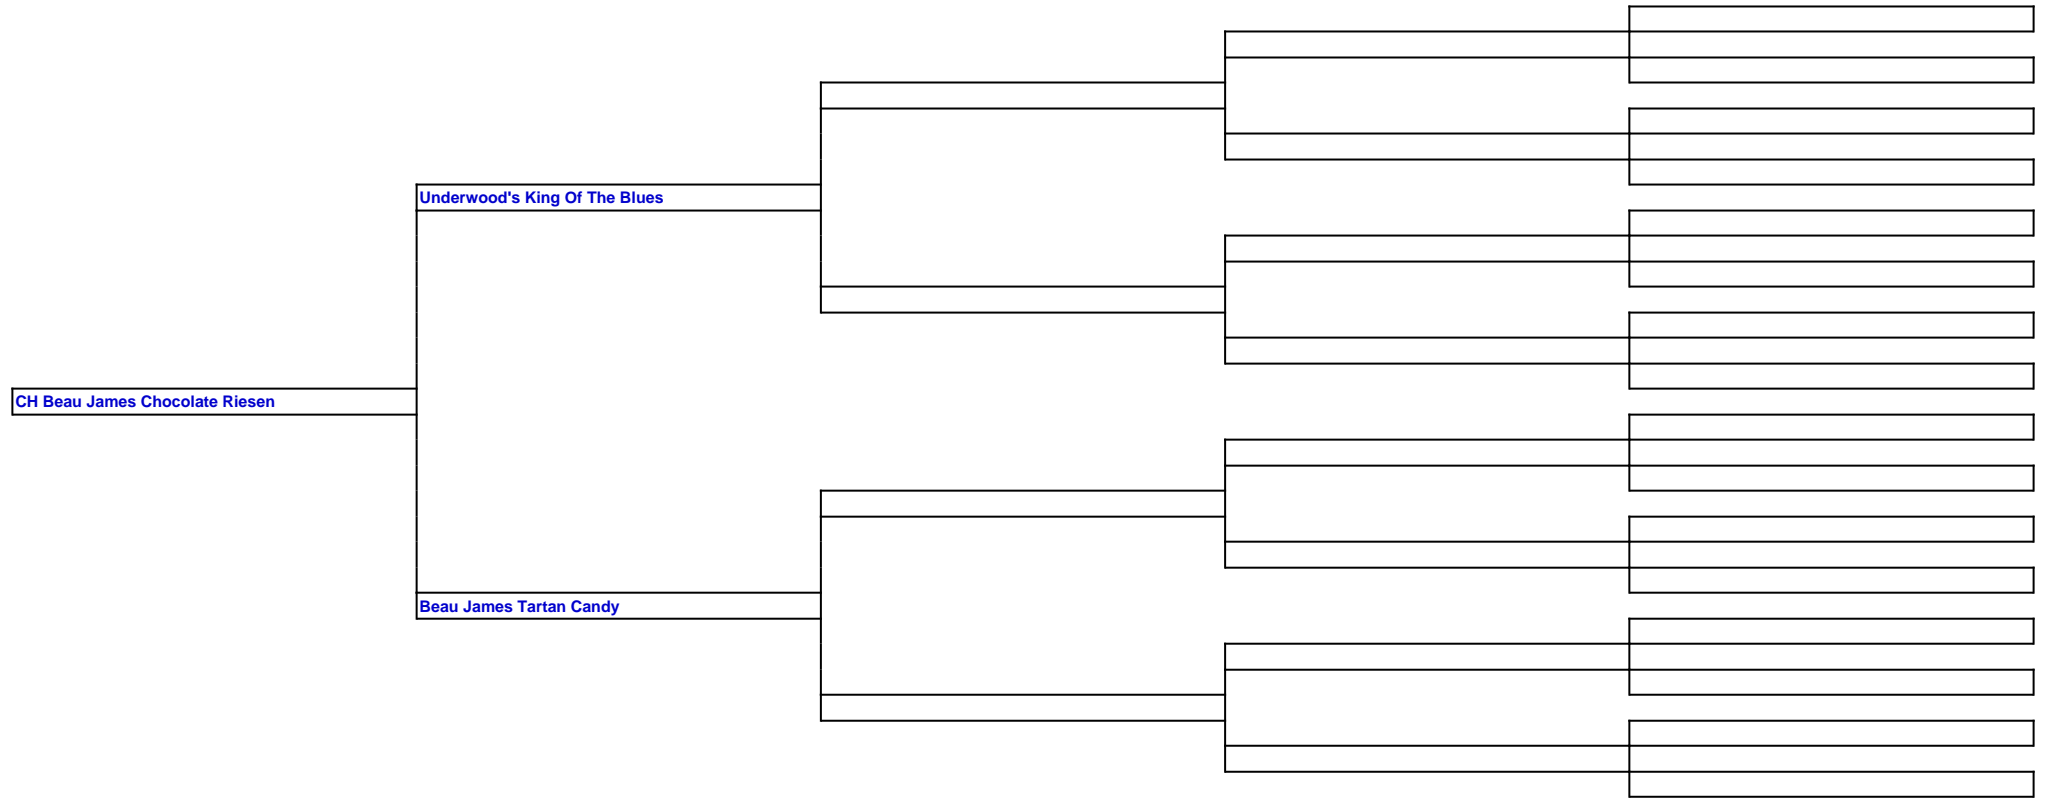 Underwood's King Of The Blues
CH Beau James Chocolate Riesen
Beau James Tartan Candy